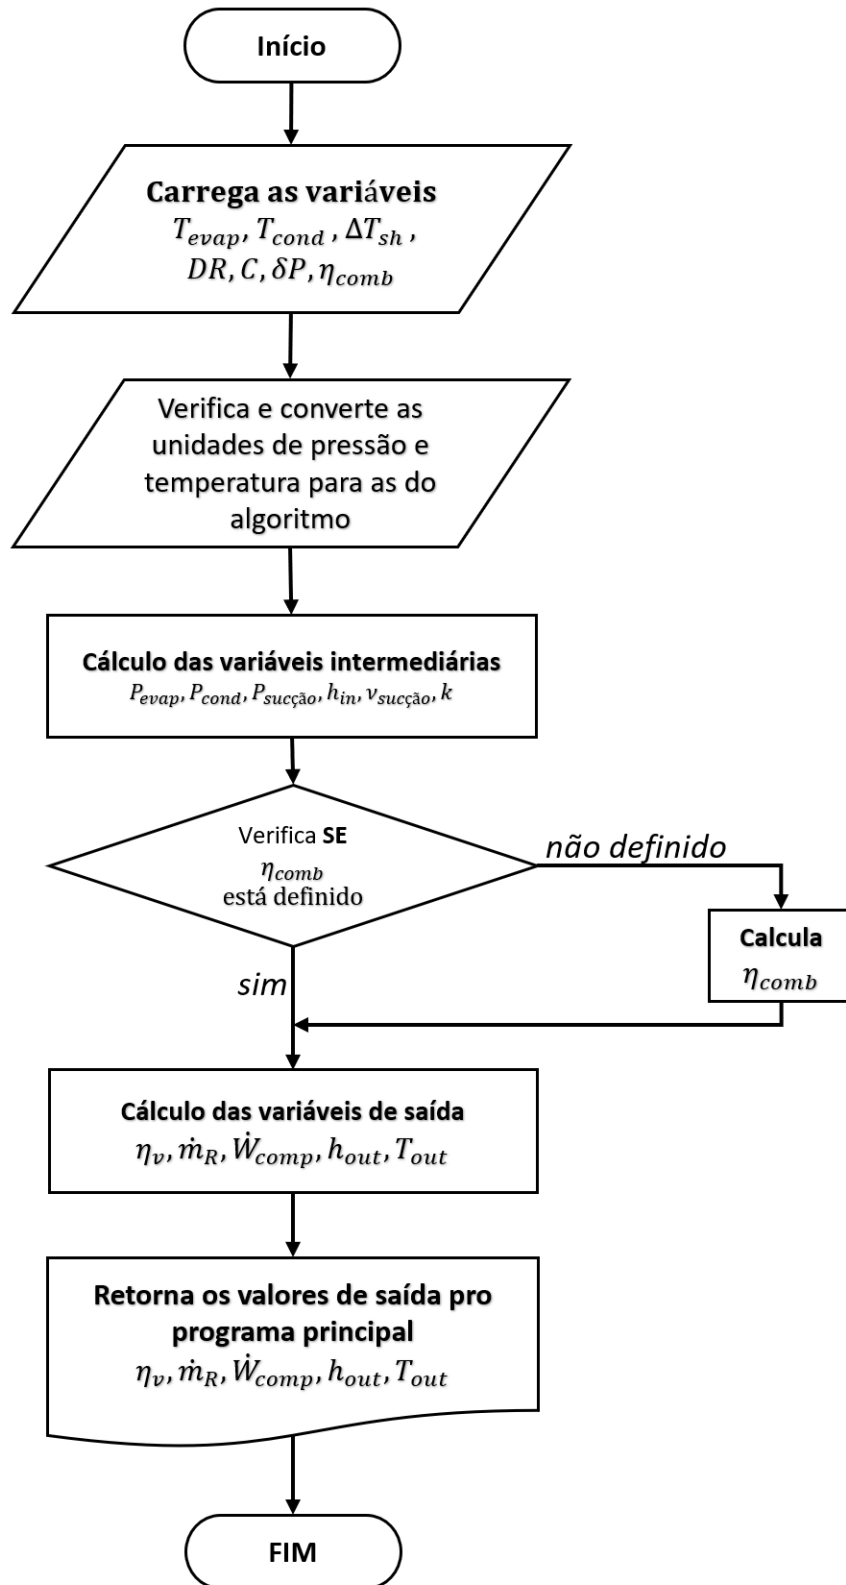 Início
Carrega as variáveis
T_evap, T_cond, ΔT_sh,
DR, C, δP, η_comb
Verifica e converte as
unidades de pressão e
temperatura para as do
algoritmo
Cálculo das variáveis intermediárias
P_evap, P_cond, P_sucção, h_in, v_sucção, k
Verifica SE
η_comb
está definido
não definido
Calcula
η_comb
sim
Cálculo das variáveis de saída
η_v, ṁ_R, Ẇ_comp, h_out, T_out
Retorna os valores de saída pro
programa principal
η_v, ṁ_R, Ẇ_comp, h_out, T_out
FIM